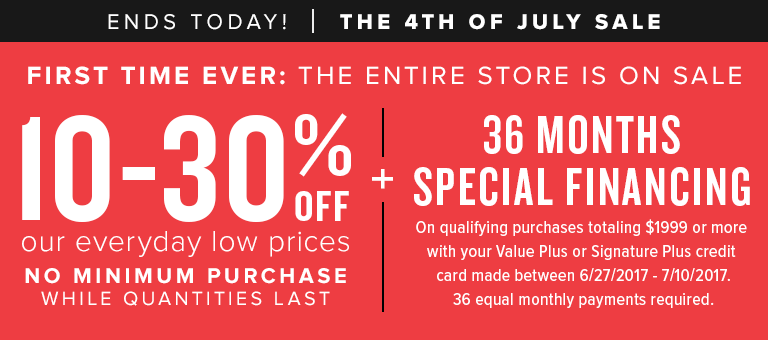 ENDS TODAY! | THE 4TH OF JULY SALE
FIRST TIME EVER: THE ENTIRE STORE IS ON SALE
10-30% OFF
our everyday low prices
NO MINIMUM PURCHASE
WHILE QUANTITIES LAST
+
36 MONTHS
SPECIAL FINANCING
On qualifying purchases totaling $1999 or more
with your Value Plus or Signature Plus credit
card made between 6/27/2017 - 7/10/2017.
36 equal monthly payments required.